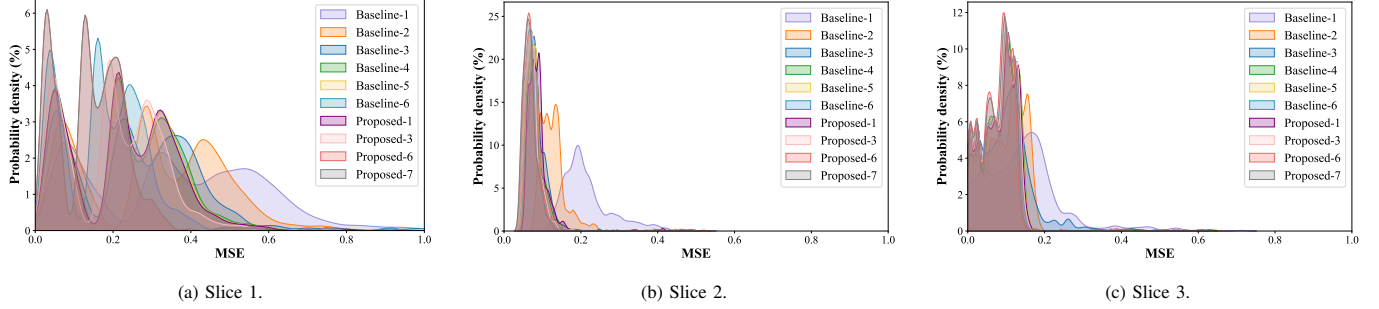 Probability density (%)
6
5
4
3
2
1
0
0.0 0.2 0.4 0.6 0.8 1.0
MSE
Baseline-1
Baseline-2
Baseline-3
Baseline-4
Baseline-5
Baseline-6
Proposed-1
Proposed-3
Proposed-6
Proposed-7
(a) Slice 1.
Probability density (%)
25
20
15
10
5
0
0.0 0.2 0.4 0.6 0.8 1.0
MSE
Baseline-1
Baseline-2
Baseline-3
Baseline-4
Baseline-5
Baseline-6
Proposed-1
Proposed-3
Proposed-6
Proposed-7
(b) Slice 2.
Probability density (%)
12
10
8
6
4
2
0
0.0 0.2 0.4 0.6 0.8 1.0
MSE
Baseline-1
Baseline-2
Baseline-3
Baseline-4
Baseline-5
Baseline-6
Proposed-1
Proposed-3
Proposed-6
Proposed-7
(c) Slice 3.